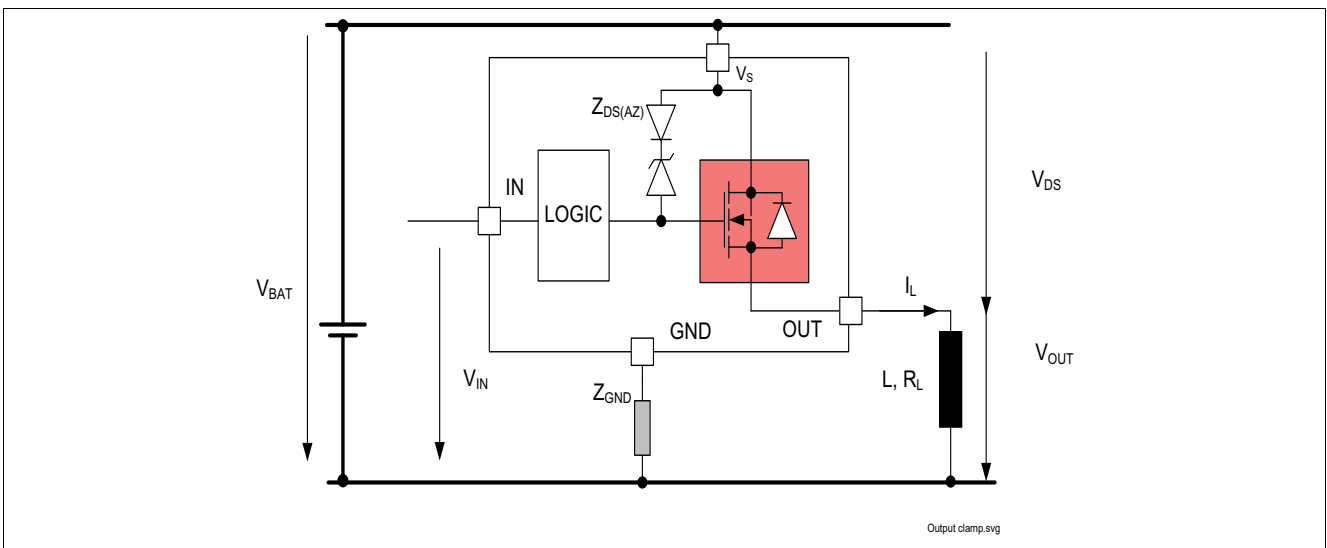 V_S
Z_DS(AZ)
IN
LOGIC
V_DS
V_BAT
I_L
GND
OUT
V_OUT
V_IN
L, R_L
Z_GND
Output clamp.svg